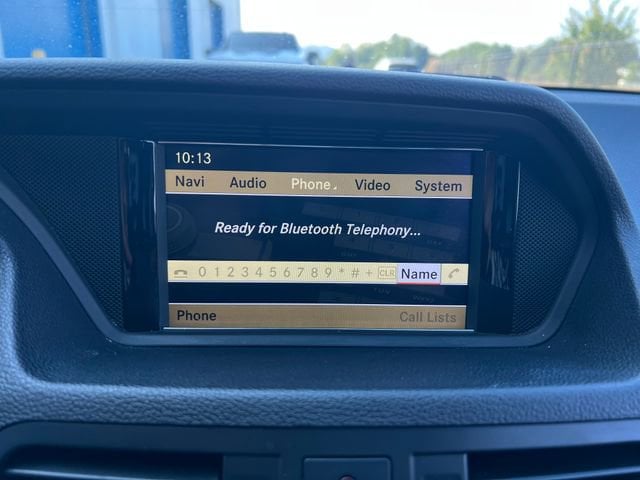 10:13
Navi Audio Phone Video System
Ready for Bluetooth Telephony...
0 1 2 3 4 5 6 7 8 9 * # + CLR Name
Phone Call Lists